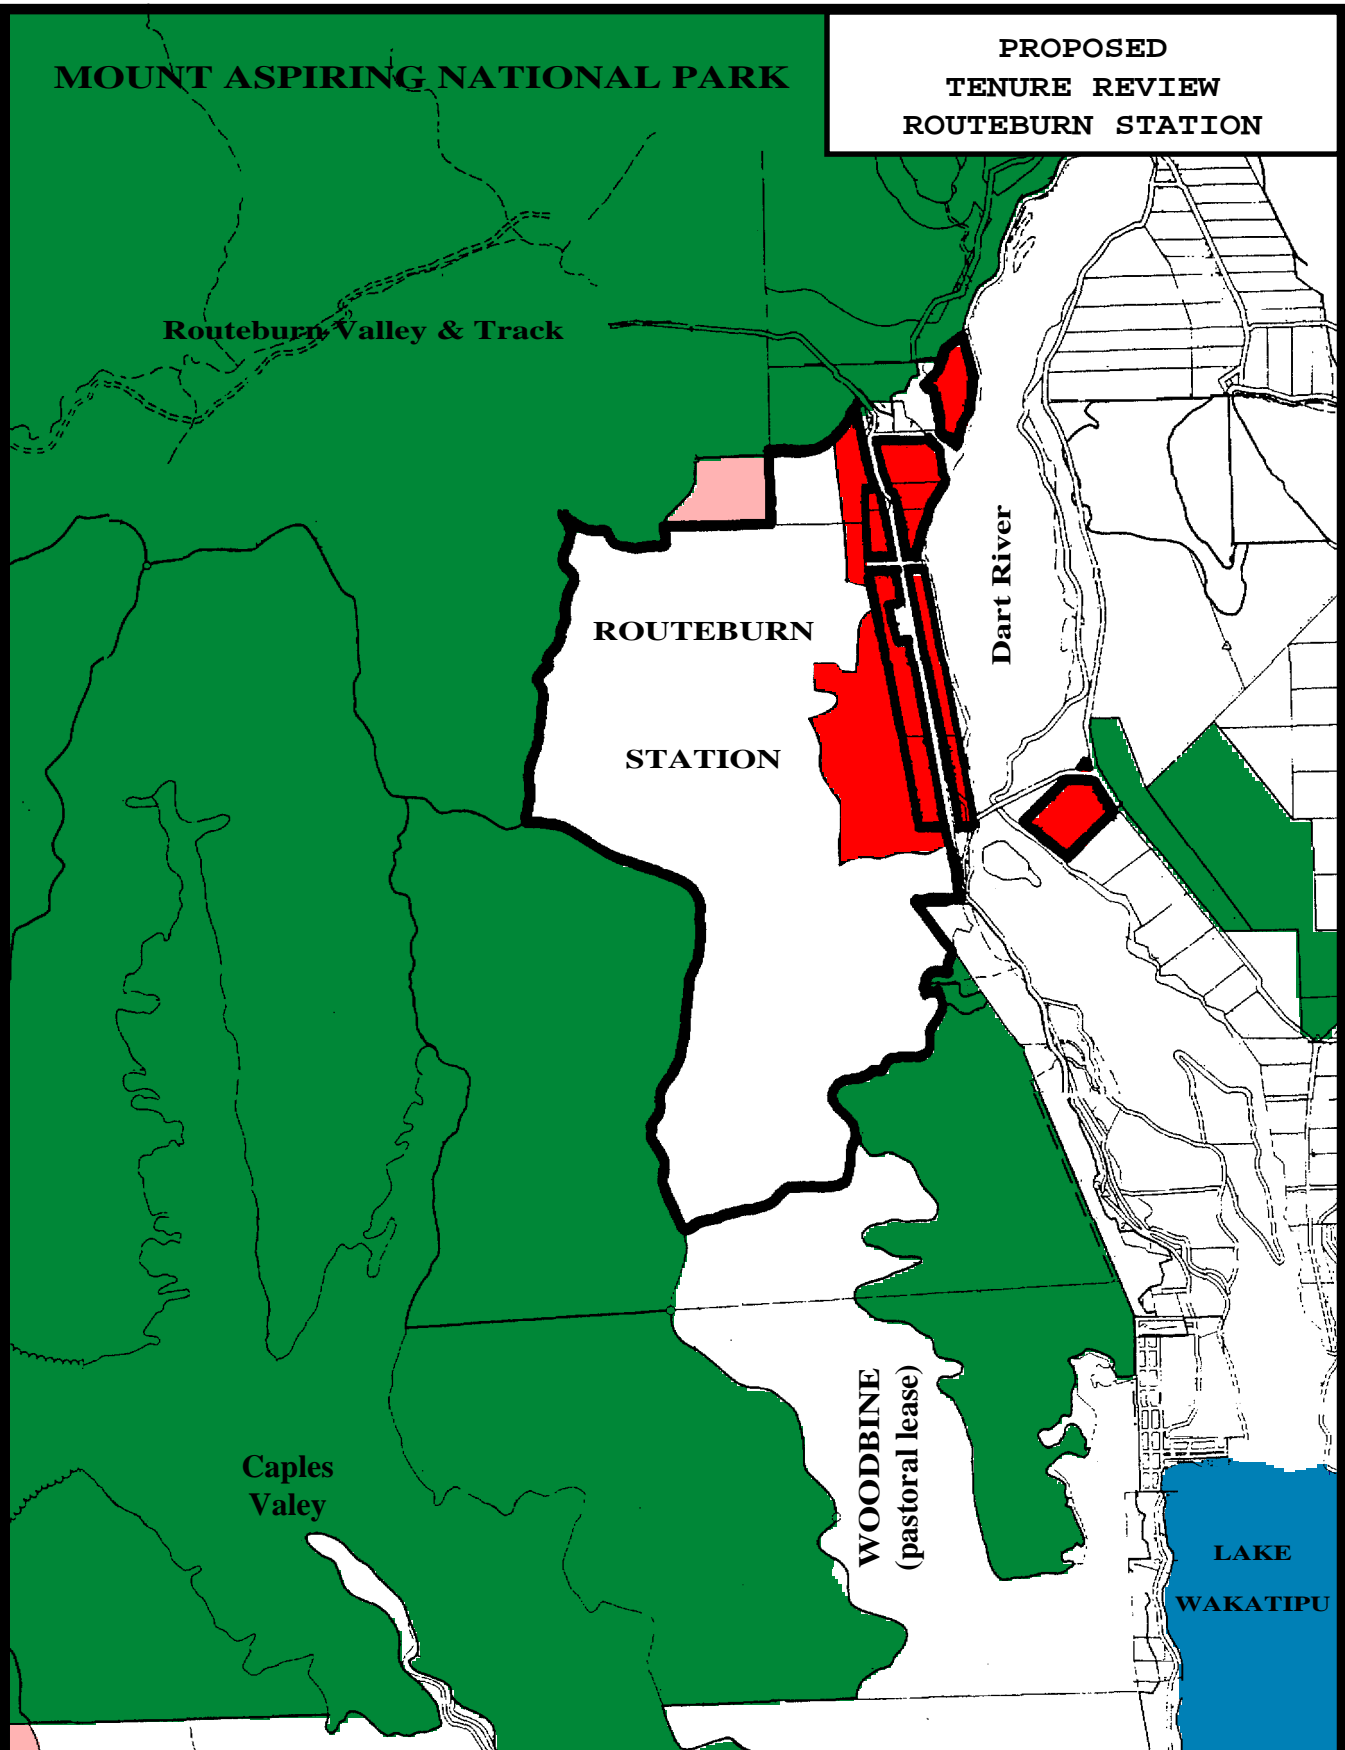 MOUNT ASPIRING NATIONAL PARK
PROPOSED
TENURE REVIEW
ROUTEBURN STATION
Routeburn Valley & Track
Dart River
ROUTEBURN
STATION
WOODBINE
(pastoral lease)
Caples
Valey
LAKE
WAKATIPU